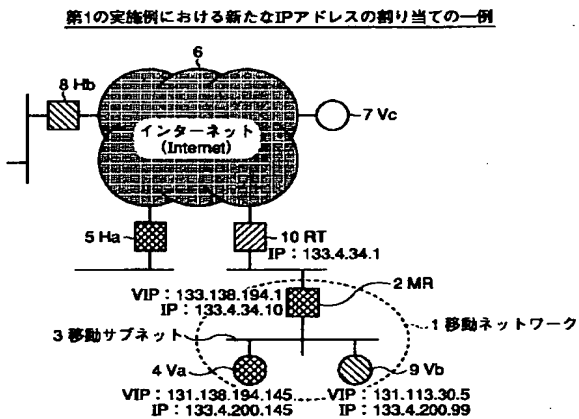 第1の実施例における新たなIPアドレスの割り当ての一例
6
8 Hb
インターネット
(Internet)
7 Vc
5 Ha
10 RT
IP：133.4.34.1
VIP：133.138.194.1
IP：133.4.34.10
2 MR
3 移動サブネット
1 移動ネットワーク
4 Va
9 Vb
VIP：131.138.194.145
IP：133.4.200.145
VIP：131.113.30.5
IP：133.4.200.99